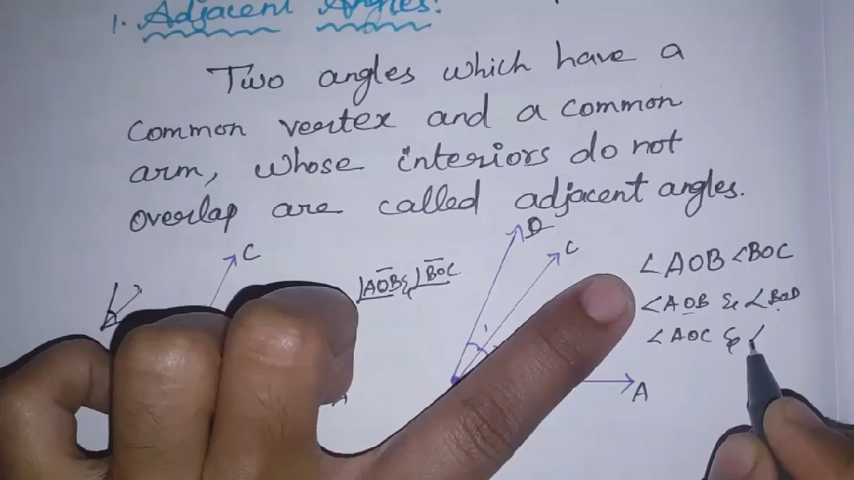 1. Adjacent Angles:
Two angles which have a
common vertex and a common
arm, whose interiors do not
overlap are called adjacent angles.
D
C
C
∠AOB & ∠BOC
∠AOB ∠BOC
∠AOB & ∠BOD
∠AOC & ∠
A
A